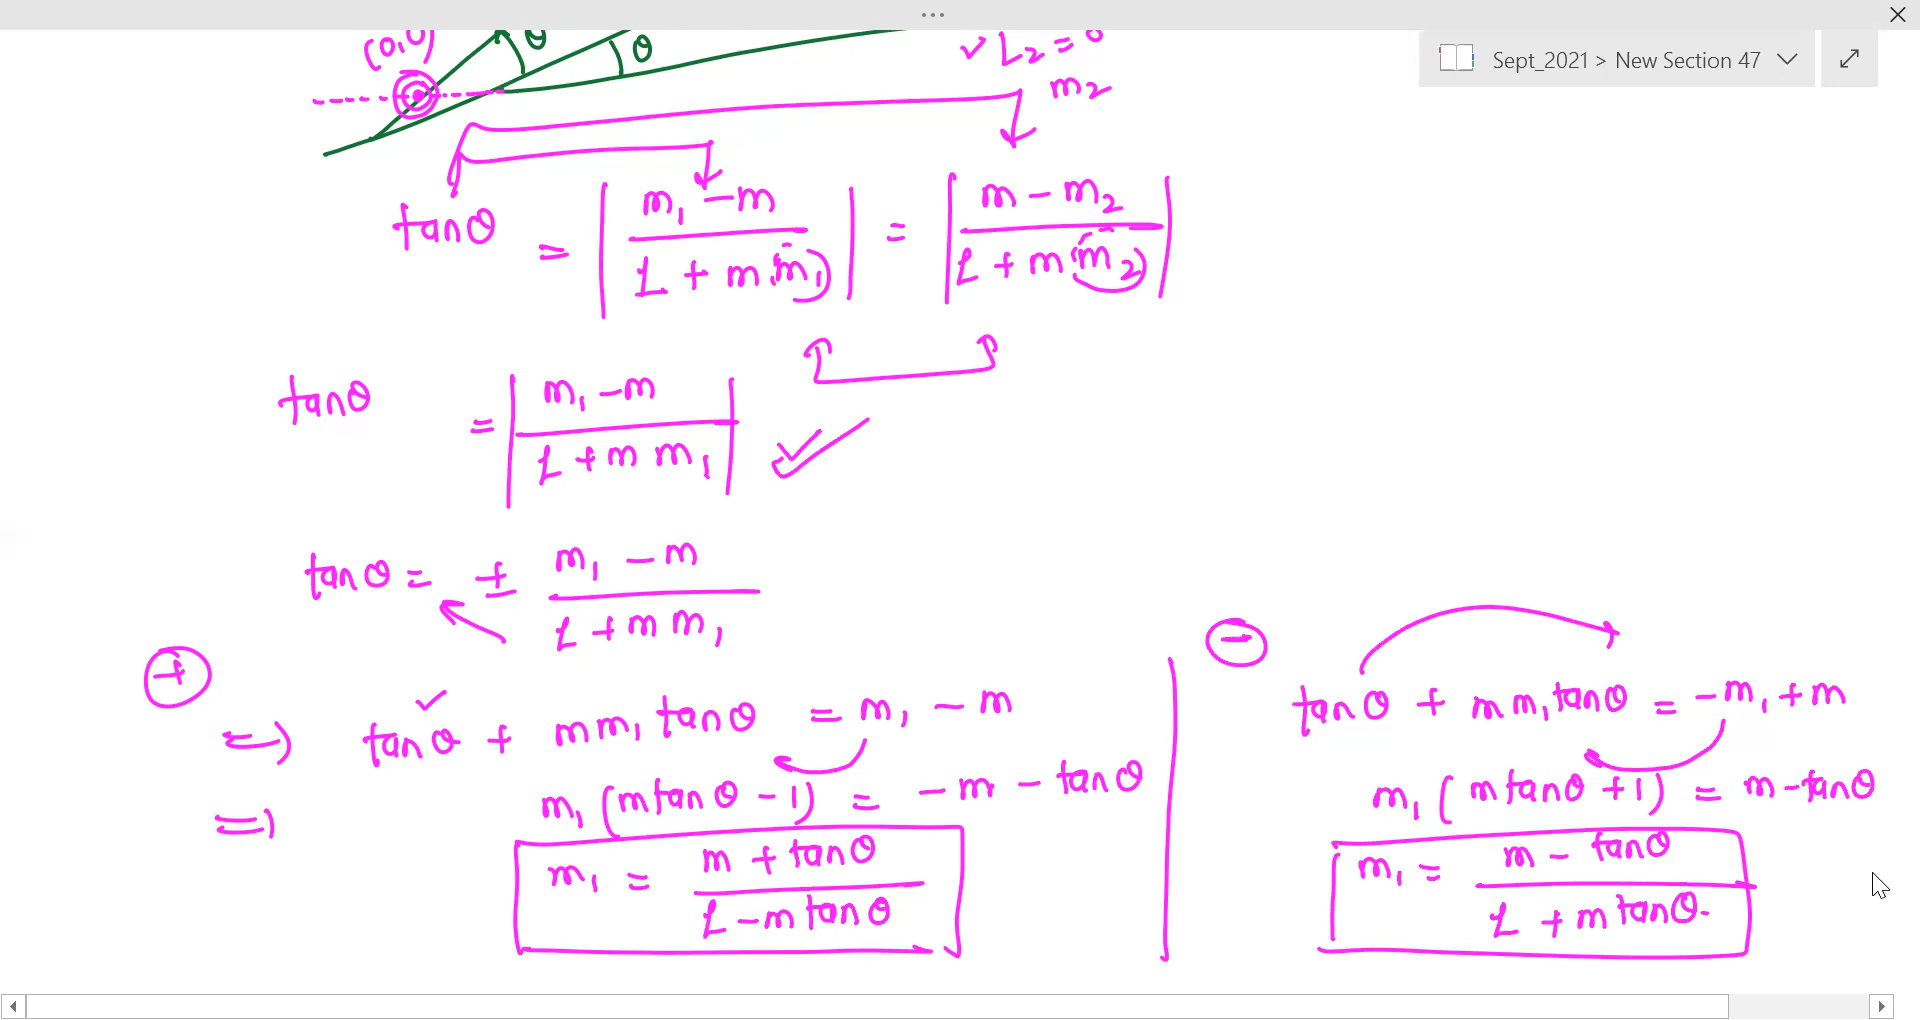 Sept_2021 > New Section 47
(0,0) θ θ ✓ L2 = 0
m2
tanθ = | (m1 - m) / (1 + m m1) | = | (m - m2) / (1 + m m2) |
tanθ = | (m1 - m) / (1 + m m1) | ✓
tanθ = ± (m1 - m) / (1 + m m1)
(+)
⇒ tanθ + m m1 tanθ = m1 - m
⇒ m1 (m tanθ - 1) = -m - tanθ
m1 = (m + tanθ) / (1 - m tanθ)
(-)
tanθ + m m1 tanθ = -m1 + m
m1 (m tanθ + 1) = m - tanθ
m1 = (m - tanθ) / (1 + m tanθ)